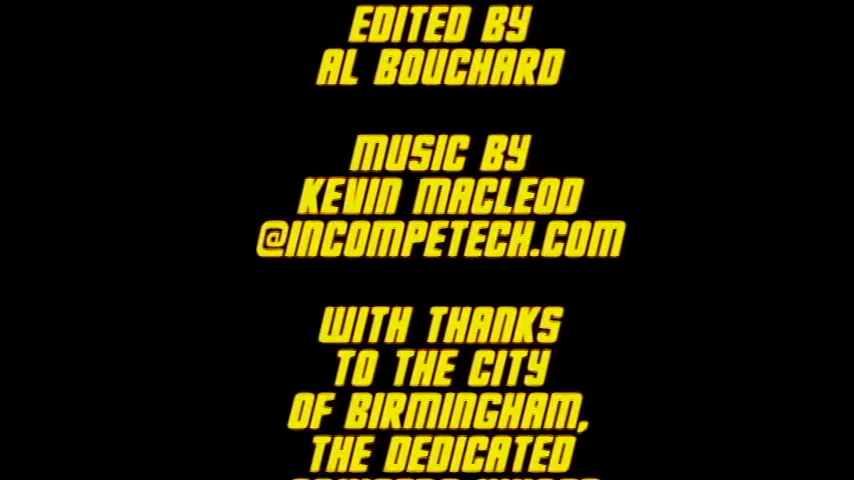 EDITED BY
AL BOUCHARD
MUSIC BY
KEVIN MACLEOD
@INCOMPETECH.COM
WITH THANKS
TO THE CITY
OF BIRMINGHAM,
THE DEDICATED